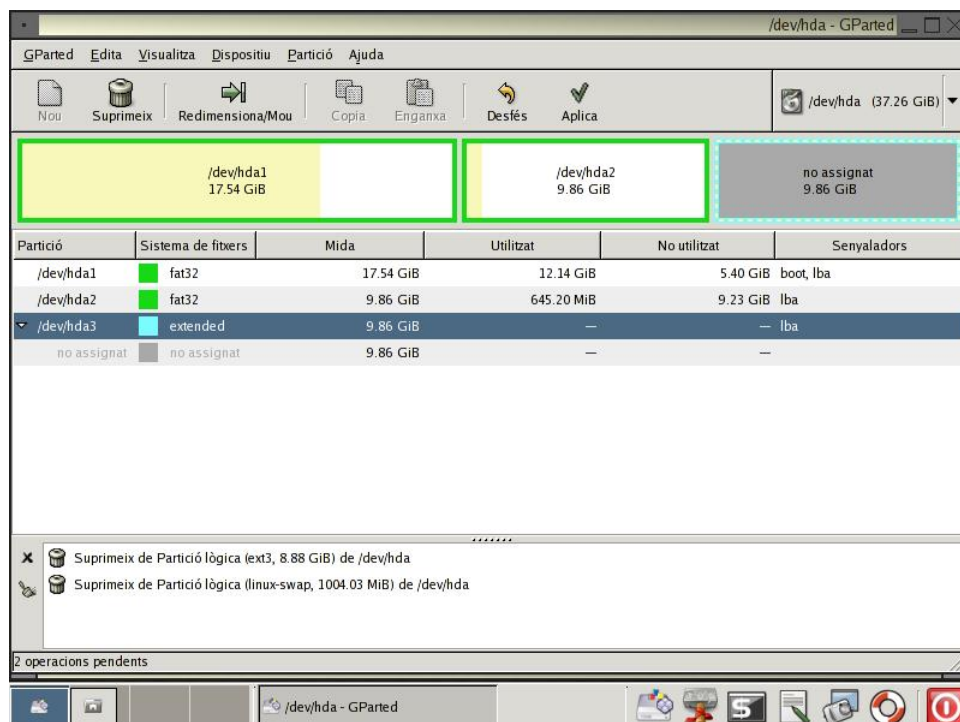 /dev/hda - GParted
GParted Edita Visualitza Dispositiu Partició Ajuda
Nou Suprimeix Redimensiona/Mou Copia Enganxa Desfés Aplica /dev/hda (37.26 GiB)
/dev/hda1 /dev/hda2 no assignat
17.54 GiB 9.86 GiB 9.86 GiB
Partició Sistema de fitxers Mida Utilitzat No utilitzat Senyaladors
/dev/hda1 fat32 17.54 GiB 12.14 GiB 5.40 GiB boot, lba
/dev/hda2 fat32 9.86 GiB 645.20 MiB 9.23 GiB lba
/dev/hda3 extended 9.86 GiB — — lba
no assignat no assignat 9.86 GiB — —
Suprimeix de Partició lògica (ext3, 8.88 GiB) de /dev/hda
Suprimeix de Partició lògica (linux-swap, 1004.03 MiB) de /dev/hda
2 operacions pendents
/dev/hda - GParted